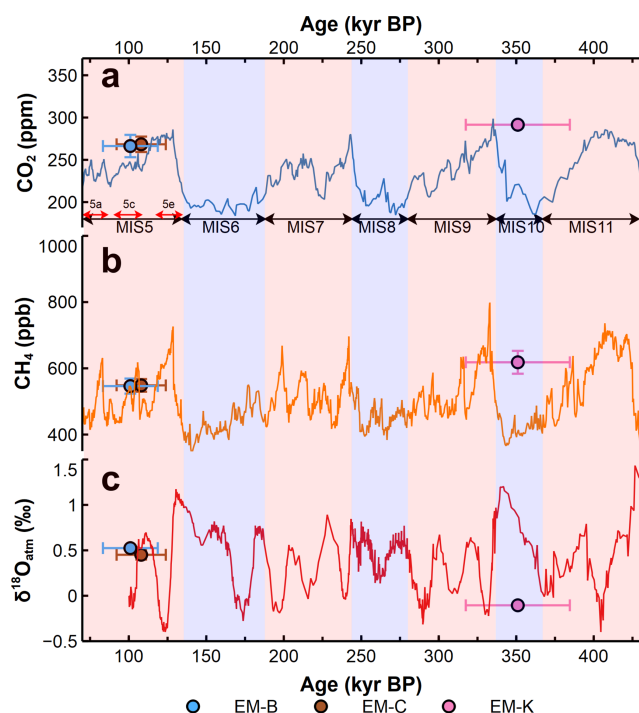 Age (kyr BP)
100 150 200 250 300 350 400
a
CO₂ (ppm)
350
300
250
200
5a 5c 5e
MIS5 MIS6 MIS7 MIS8 MIS9 MIS10 MIS11
b
CH₄ (ppb)
1000
800
600
400
c
δ¹⁸Oatm (‰)
1.5
1
0.5
0
−0.5
100 150 200 250 300 350 400
Age (kyr BP)
EM-B EM-C EM-K